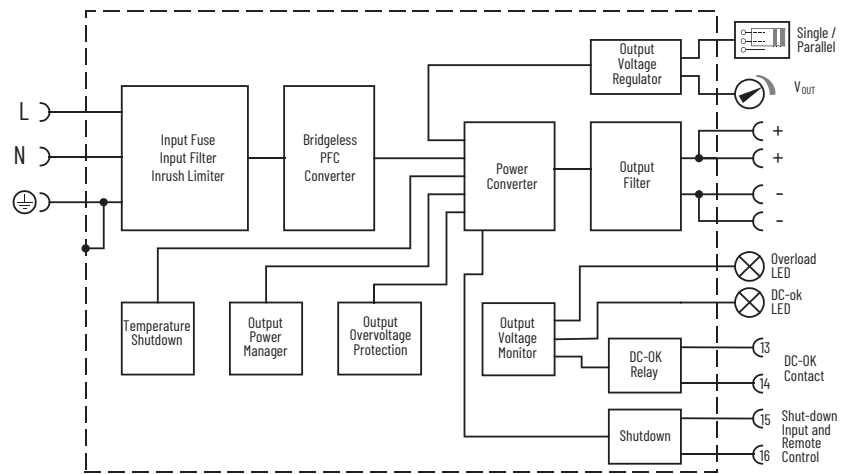 Single /
Parallel
Output
Voltage
Regulator
V OUT
L
N
Input Fuse
Input Filter
Inrush Limiter
Bridgeless
PFC
Converter
Power
Converter
Output
Filter
+
+
-
-
Temperature
Shutdown
Output
Power
Manager
Output
Overvoltage
Protection
Output
Voltage
Monitor
Overload
LED
DC-ok
LED
DC-OK
Relay
13
14
DC-OK
Contact
Shutdown
15
16
Shut-down
Input and
Remote
Control